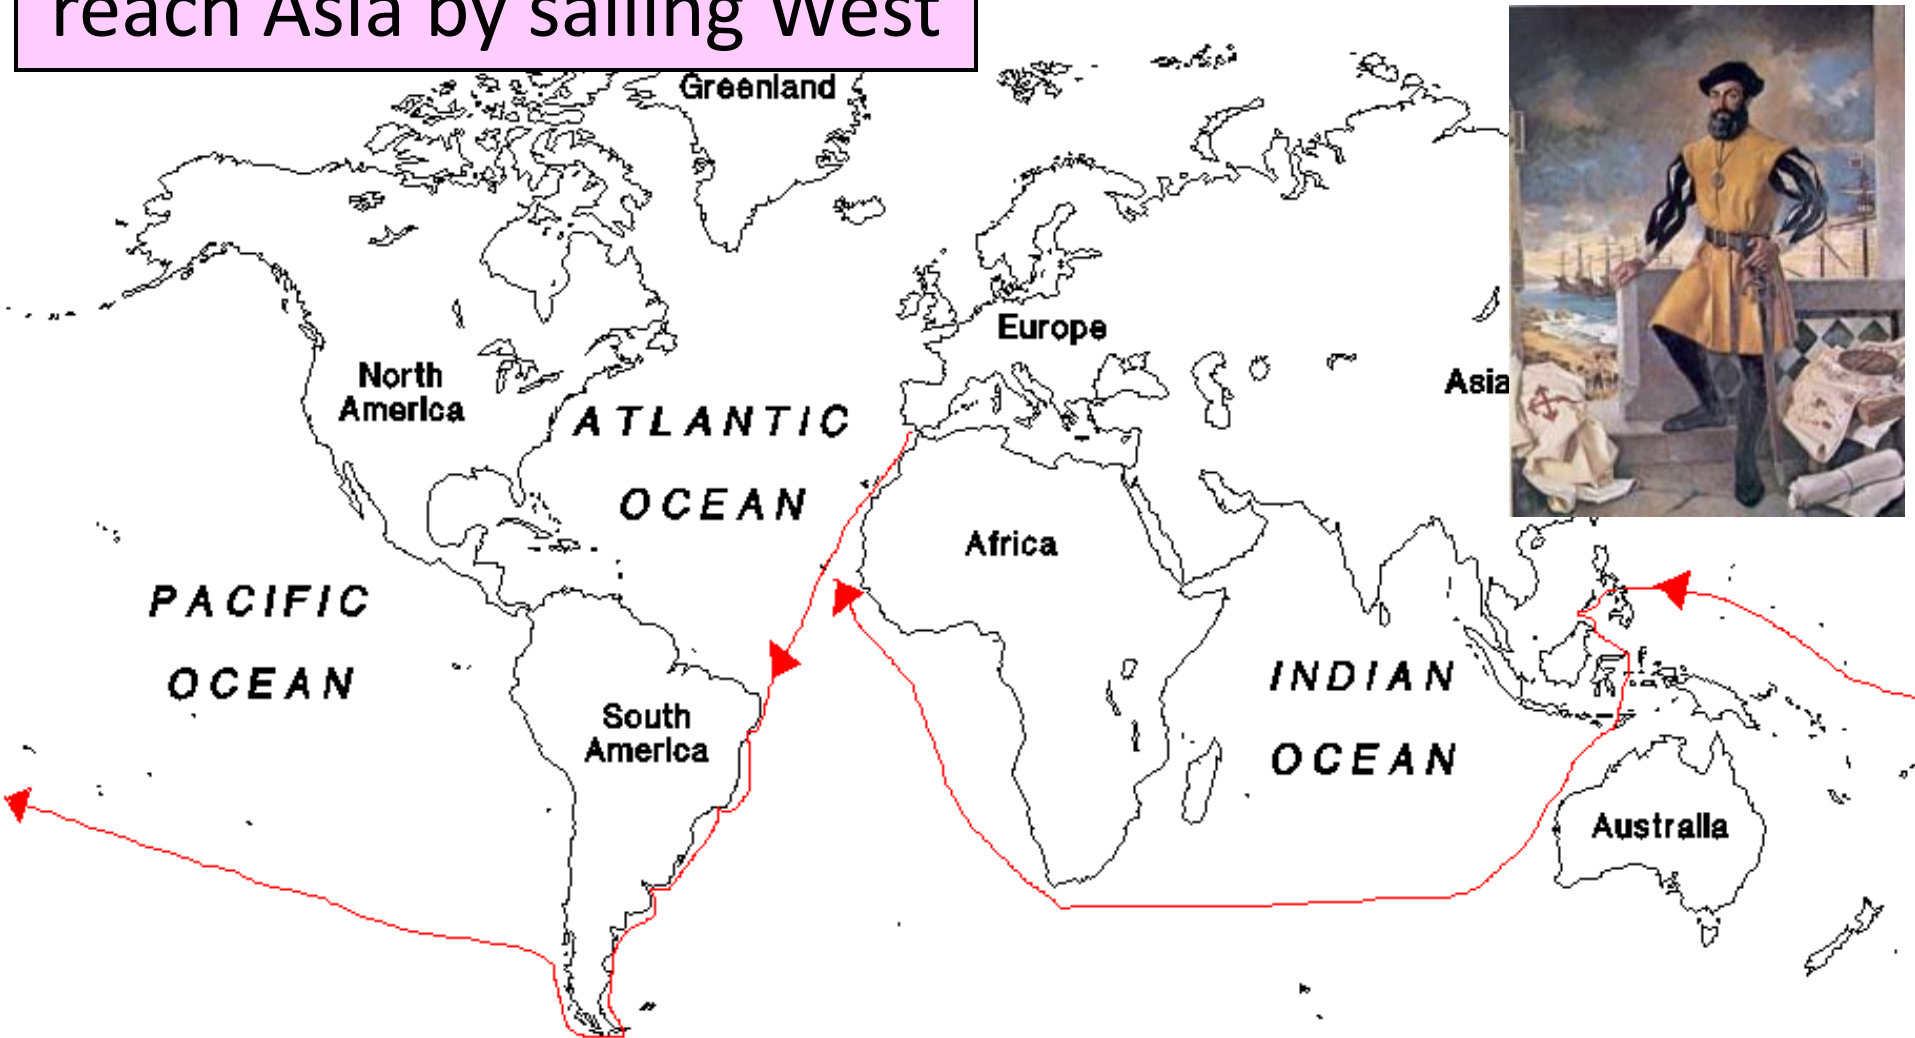 reach Asia by sailing West
Greenland
Europe
Asia
North
America
ATLANTIC
OCEAN
Africa
PACIFIC
OCEAN
INDIAN
OCEAN
South
America
Australia